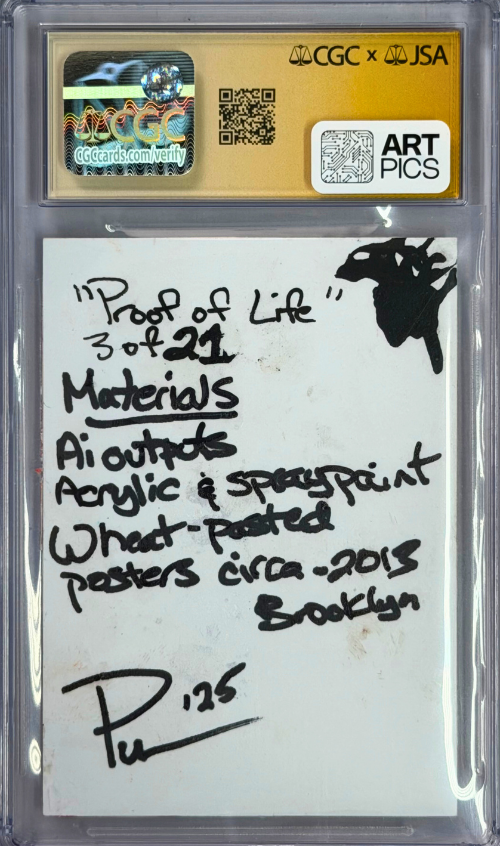 CGC x JSA
CGC
CGCcards.com/verify
ART
PICS
"Proof of Life"
3 of 21
Materials
Ai outputs
Acrylic & spraypaint
Wheat-pasted
posters circa-2013
Brooklyn
'25